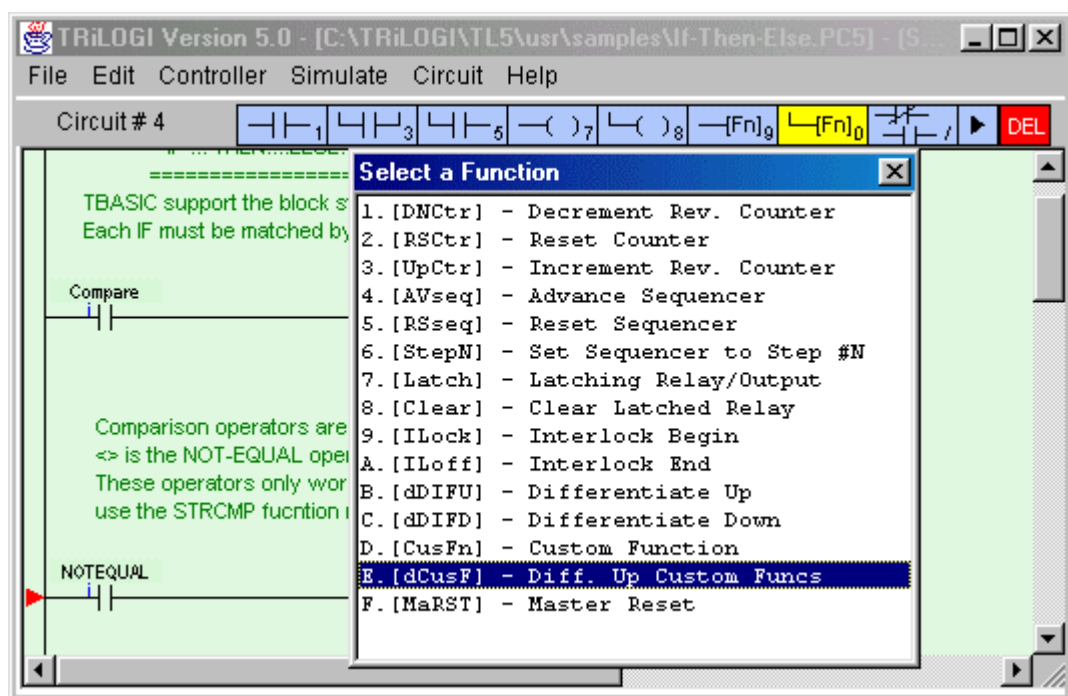 TRiLOGI Version 5.0 - [C:\TRiLOGI\TL5\usr\samples\If-Then-Else.PC5] - (S...
File Edit Controller Simulate Circuit Help
Circuit # 4
1 3 5 ( )7 ( )8 [Fn]9 [Fn]0 / DEL
IF ... THEN....ELSE.
==================
TBASIC support the block s
Each IF must be matched by
Compare
i
Comparison operators are
<> is the NOT-EQUAL oper
These operators only wor
use the STRCMP fucntion
NOTEQUAL
i
Select a Function
1.[DNCtr] - Decrement Rev. Counter
2.[RSCtr] - Reset Counter
3.[UpCtr] - Increment Rev. Counter
4.[AVseq] - Advance Sequencer
5.[RSseq] - Reset Sequencer
6.[StepN] - Set Sequencer to Step #N
7.[Latch] - Latching Relay/Output
8.[Clear] - Clear Latched Relay
9.[ILock] - Interlock Begin
A.[ILoff] - Interlock End
B.[dDIFU] - Differentiate Up
C.[dDIFD] - Differentiate Down
D.[CusFn] - Custom Function
E.[dCusF] - Diff. Up Custom Funcs
F.[MaRST] - Master Reset